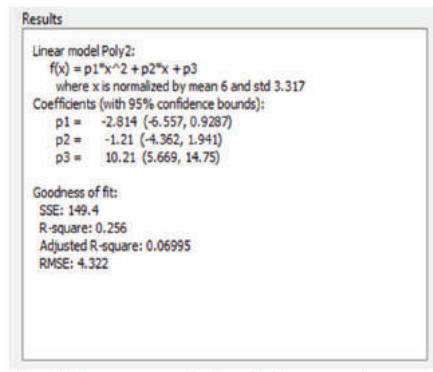 Results
Linear model Poly2:
f(x) = p1*x^2 + p2*x + p3
where x is normalized by mean 6 and std 3.317
Coefficients (with 95% confidence bounds):
p1 = -2.814 (-6.557, 0.9287)
p2 = -1.21 (-4.362, 1.941)
p3 = 10.21 (5.669, 14.75)
Goodness of fit:
SSE: 149.4
R-square: 0.256
Adjusted R-square: 0.06995
RMSE: 4.322